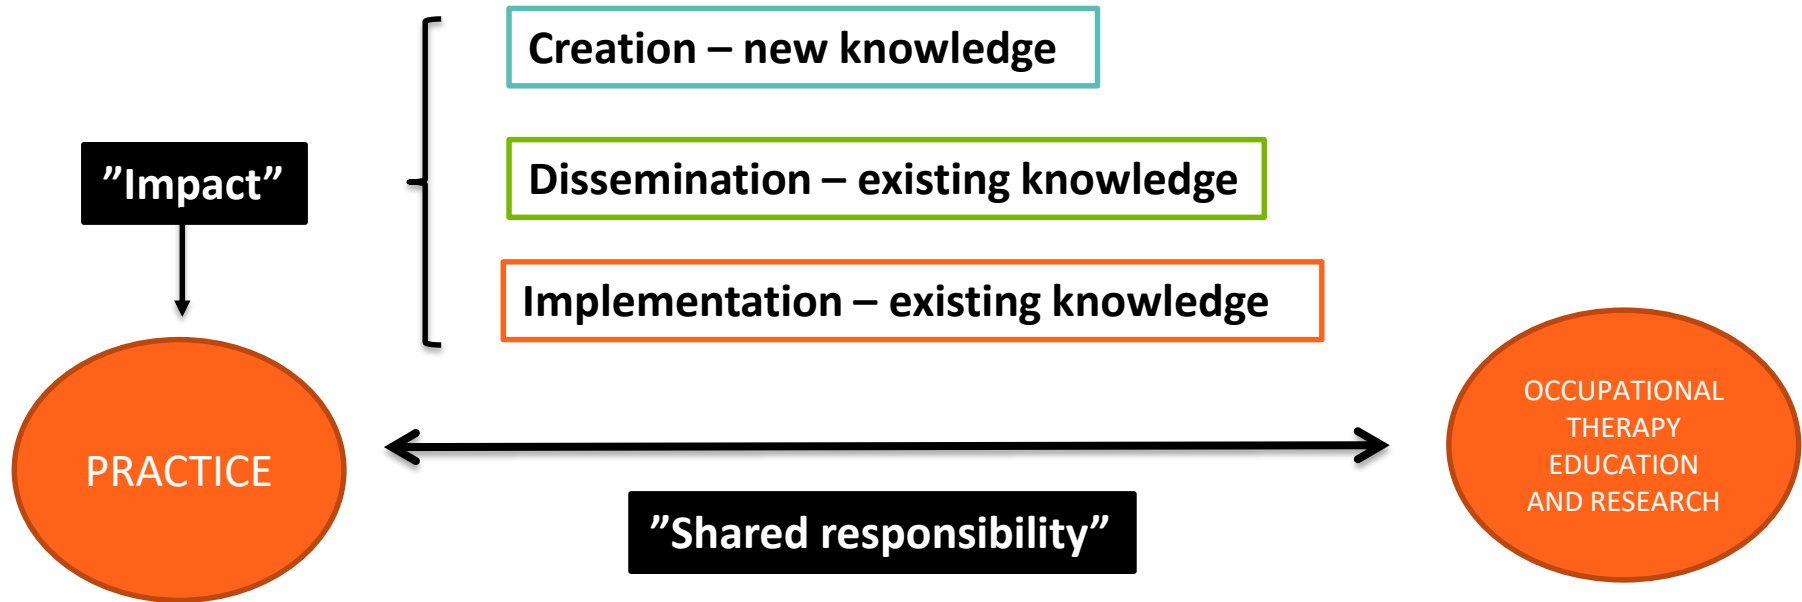 Creation – new knowledge
”Impact”
Dissemination – existing knowledge
Implementation – existing knowledge
PRACTICE
OCCUPATIONAL
THERAPY
EDUCATION
AND RESEARCH
”Shared responsibility”